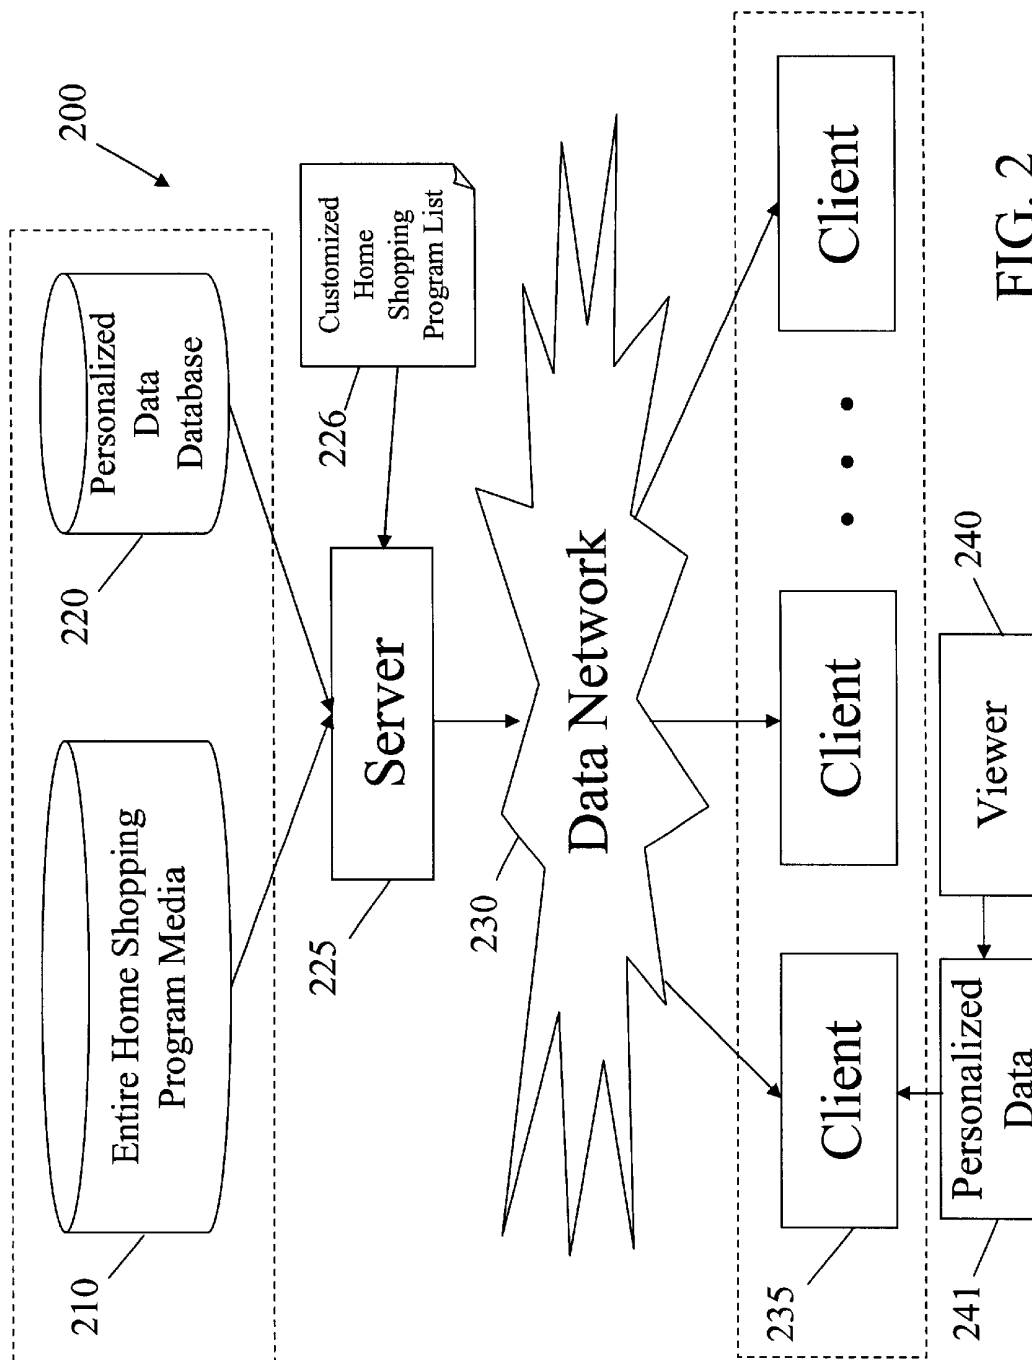 200
Entire Home Shopping
Program Media
210
Personalized
Data
Database
220
Customized
Home
Shopping
Program List
226
Server
225
Data Network
230
Client
Client
Client
235
Viewer
240
Personalized
Data
241
FIG. 2